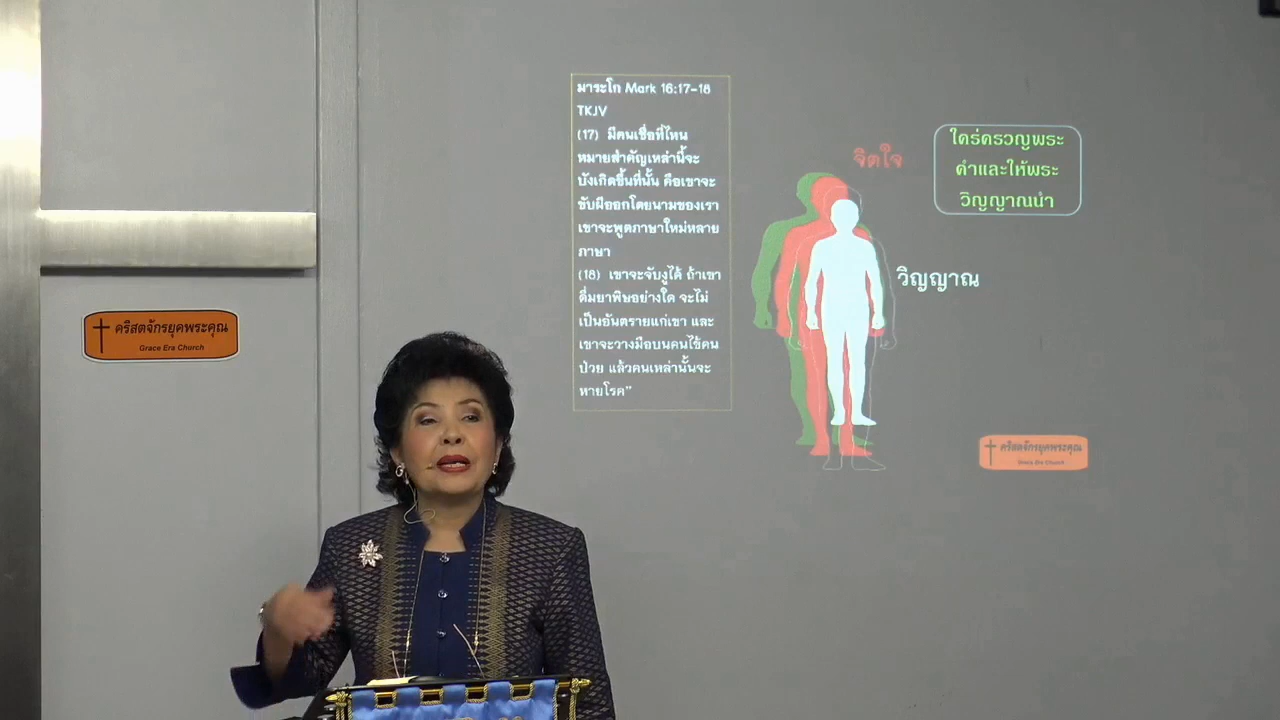 มาระโก Mark 16:17-18
TKJV
(17) มีคนเชื่อที่ไหน
หมายสำคัญเหล่านี้จะ
บังเกิดขึ้นที่นั้น คือเขาจะ
ขับผีออกโดยนามของเรา
เขาจะพูดภาษาใหม่หลาย
ภาษา
(18) เขาจะจับงูได้ ถ้าเขา
ดื่มยาพิษอย่างใด จะไม่
เป็นอันตรายแก่เขา และ
เขาจะวางมือบนคนไข้คน
ป่วย แล้วคนเหล่านั้นจะ
หายโรค"
จิตใจ
ใคร่ครวญพระ
คำและให้พระ
วิญญาณนำ
วิญญาณ
คริสตจักรยุคพระคุณ
Grace Era Church
คริสตจักรยุคพระคุณ
Grace Era Church